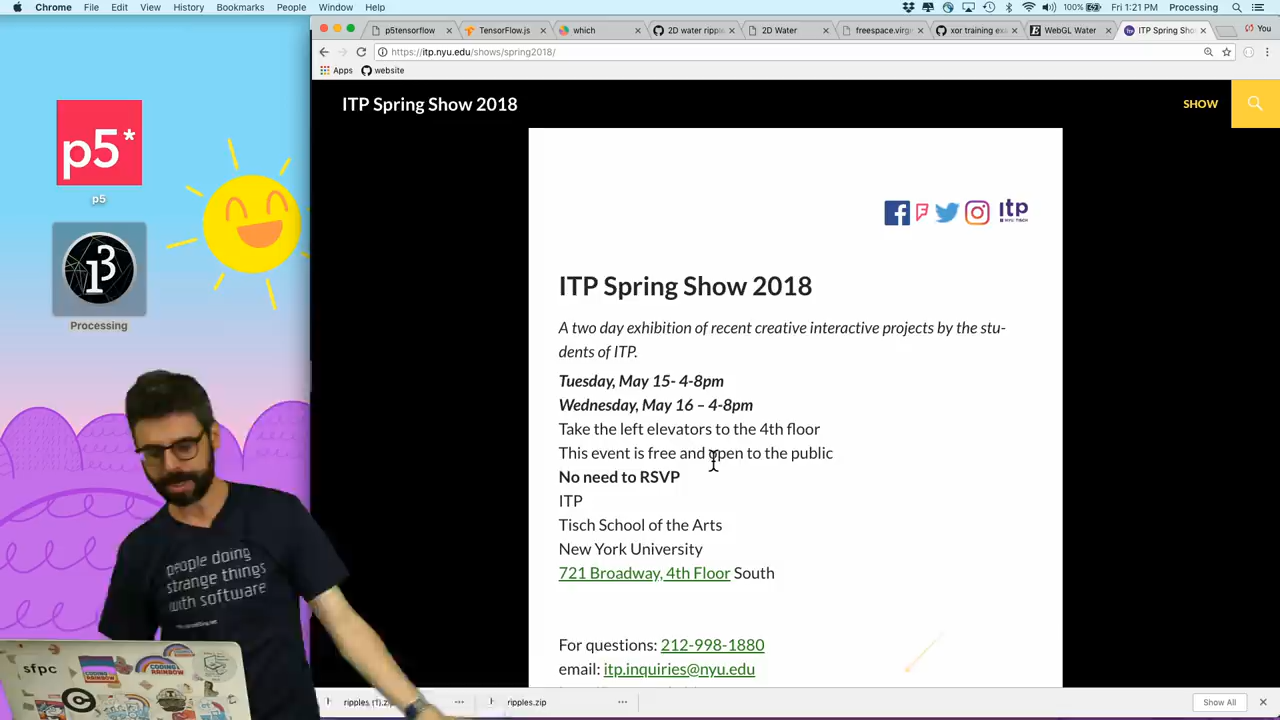 Chrome File Edit View History Bookmarks People Window Help
100% Fri 1:21 PM Processing
p5tensorflow
TensorFlow.js
which
2D water rippl
2D Water
freespace.virg
xor training exa
WebGL Water
ITP Spring Sho
You
https://itp.nyu.edu/shows/spring2018/
Apps
website
ITP Spring Show 2018
SHOW
p5*
p5
Processing
itp
ITP Spring Show 2018
A two day exhibition of recent creative interactive projects by the stu-
dents of ITP.
Tuesday, May 15- 4-8pm
Wednesday, May 16 – 4-8pm
Take the left elevators to the 4th floor
This event is free and open to the public
No need to RSVP
ITP
Tisch School of the Arts
New York University
721 Broadway, 4th Floor South
For questions: 212-998-1880
email: itp.inquiries@nyu.edu
people doing
strange things
with software
sfpc
ripples (1).zip
ripples.zip
Show All